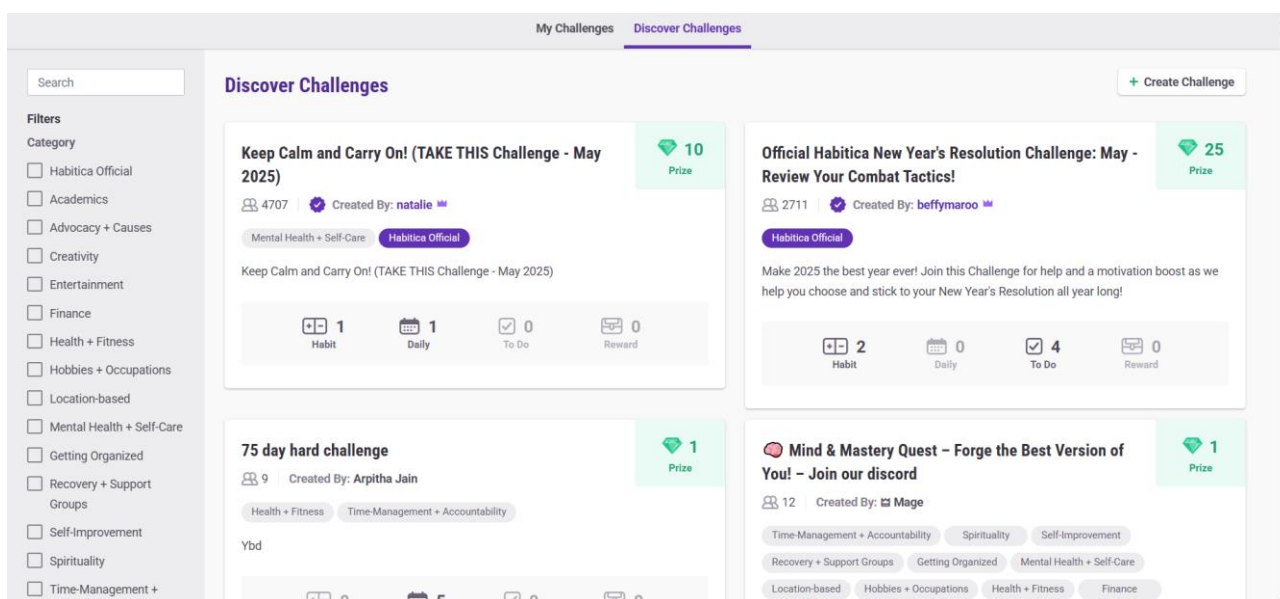 My Challenges
Discover Challenges
Search
Filters
Category
Habitica Official
Academics
Advocacy + Causes
Creativity
Entertainment
Finance
Health + Fitness
Hobbies + Occupations
Location-based
Mental Health + Self-Care
Getting Organized
Recovery + Support
Groups
Self-Improvement
Spirituality
Time-Management +
Discover Challenges
+ Create Challenge
Keep Calm and Carry On! (TAKE THIS Challenge - May
2025)
10
Prize
4707 Created By: natalie
Mental Health + Self-Care Habitica Official
Keep Calm and Carry On! (TAKE THIS Challenge - May 2025)
1 1 0 0
Habit Daily To Do Reward
Official Habitica New Year's Resolution Challenge: May -
Review Your Combat Tactics!
25
Prize
2711 Created By: beffymaroo
Habitica Official
Make 2025 the best year ever! Join this Challenge for help and a motivation boost as we
help you choose and stick to your New Year's Resolution all year long!
2 0 4 0
Habit Daily To Do Reward
75 day hard challenge
1
Prize
9 Created By: Arpitha Jain
Health + Fitness Time-Management + Accountability
Ybd
Mind & Mastery Quest – Forge the Best Version of
You! – Join our discord
1
Prize
12 Created By: Mage
Time-Management + Accountability Spirituality Self-Improvement
Recovery + Support Groups Getting Organized Mental Health + Self-Care
Location-based Hobbies + Occupations Health + Fitness Finance